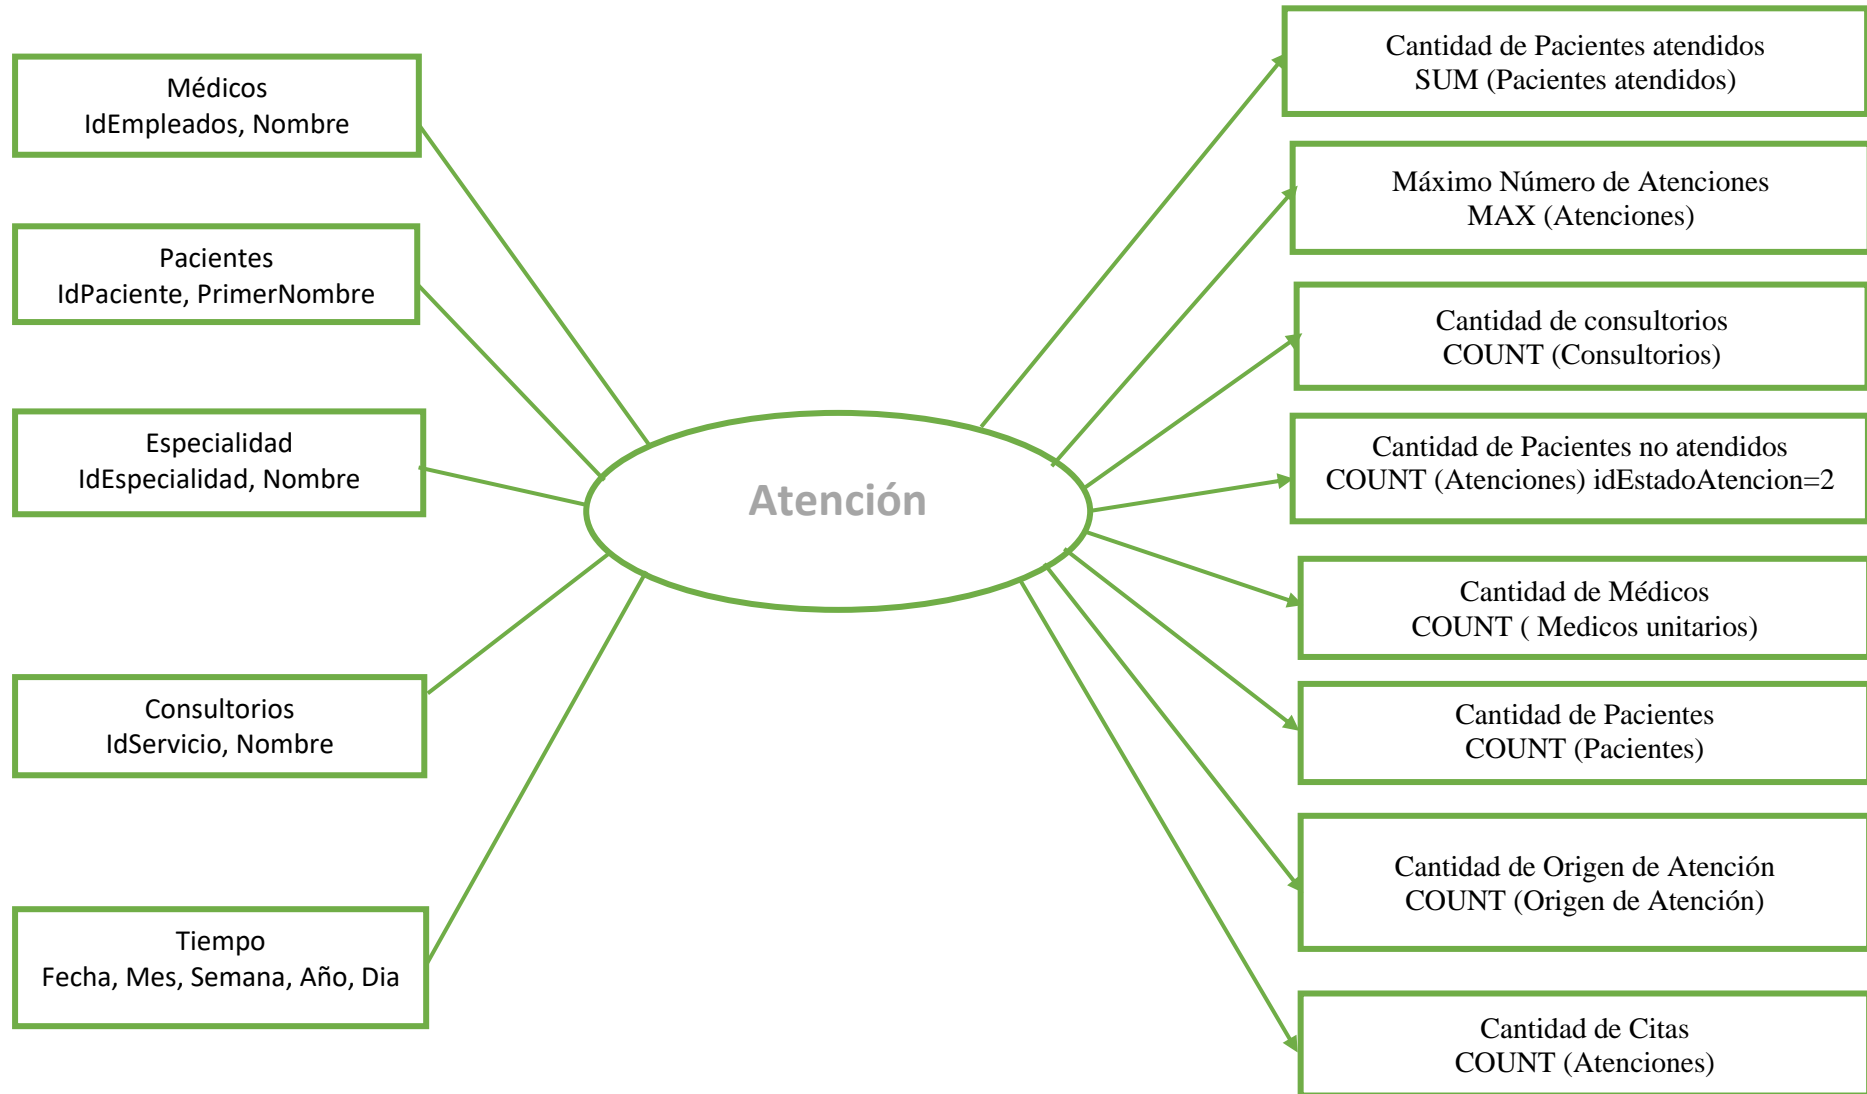 Médicos
IdEmpleados, Nombre
Pacientes
IdPaciente, PrimerNombre
Especialidad
IdEspecialidad, Nombre
Consultorios
IdServicio, Nombre
Tiempo
Fecha, Mes, Semana, Año, Dia
Atención
Cantidad de Pacientes atendidos
SUM (Pacientes atendidos)
Máximo Número de Atenciones
MAX (Atenciones)
Cantidad de consultorios
COUNT (Consultorios)
Cantidad de Pacientes no atendidos
COUNT (Atenciones) idEstadoAtencion=2
Cantidad de Médicos
COUNT ( Medicos unitarios)
Cantidad de Pacientes
COUNT (Pacientes)
Cantidad de Origen de Atención
COUNT (Origen de Atención)
Cantidad de Citas
COUNT (Atenciones)